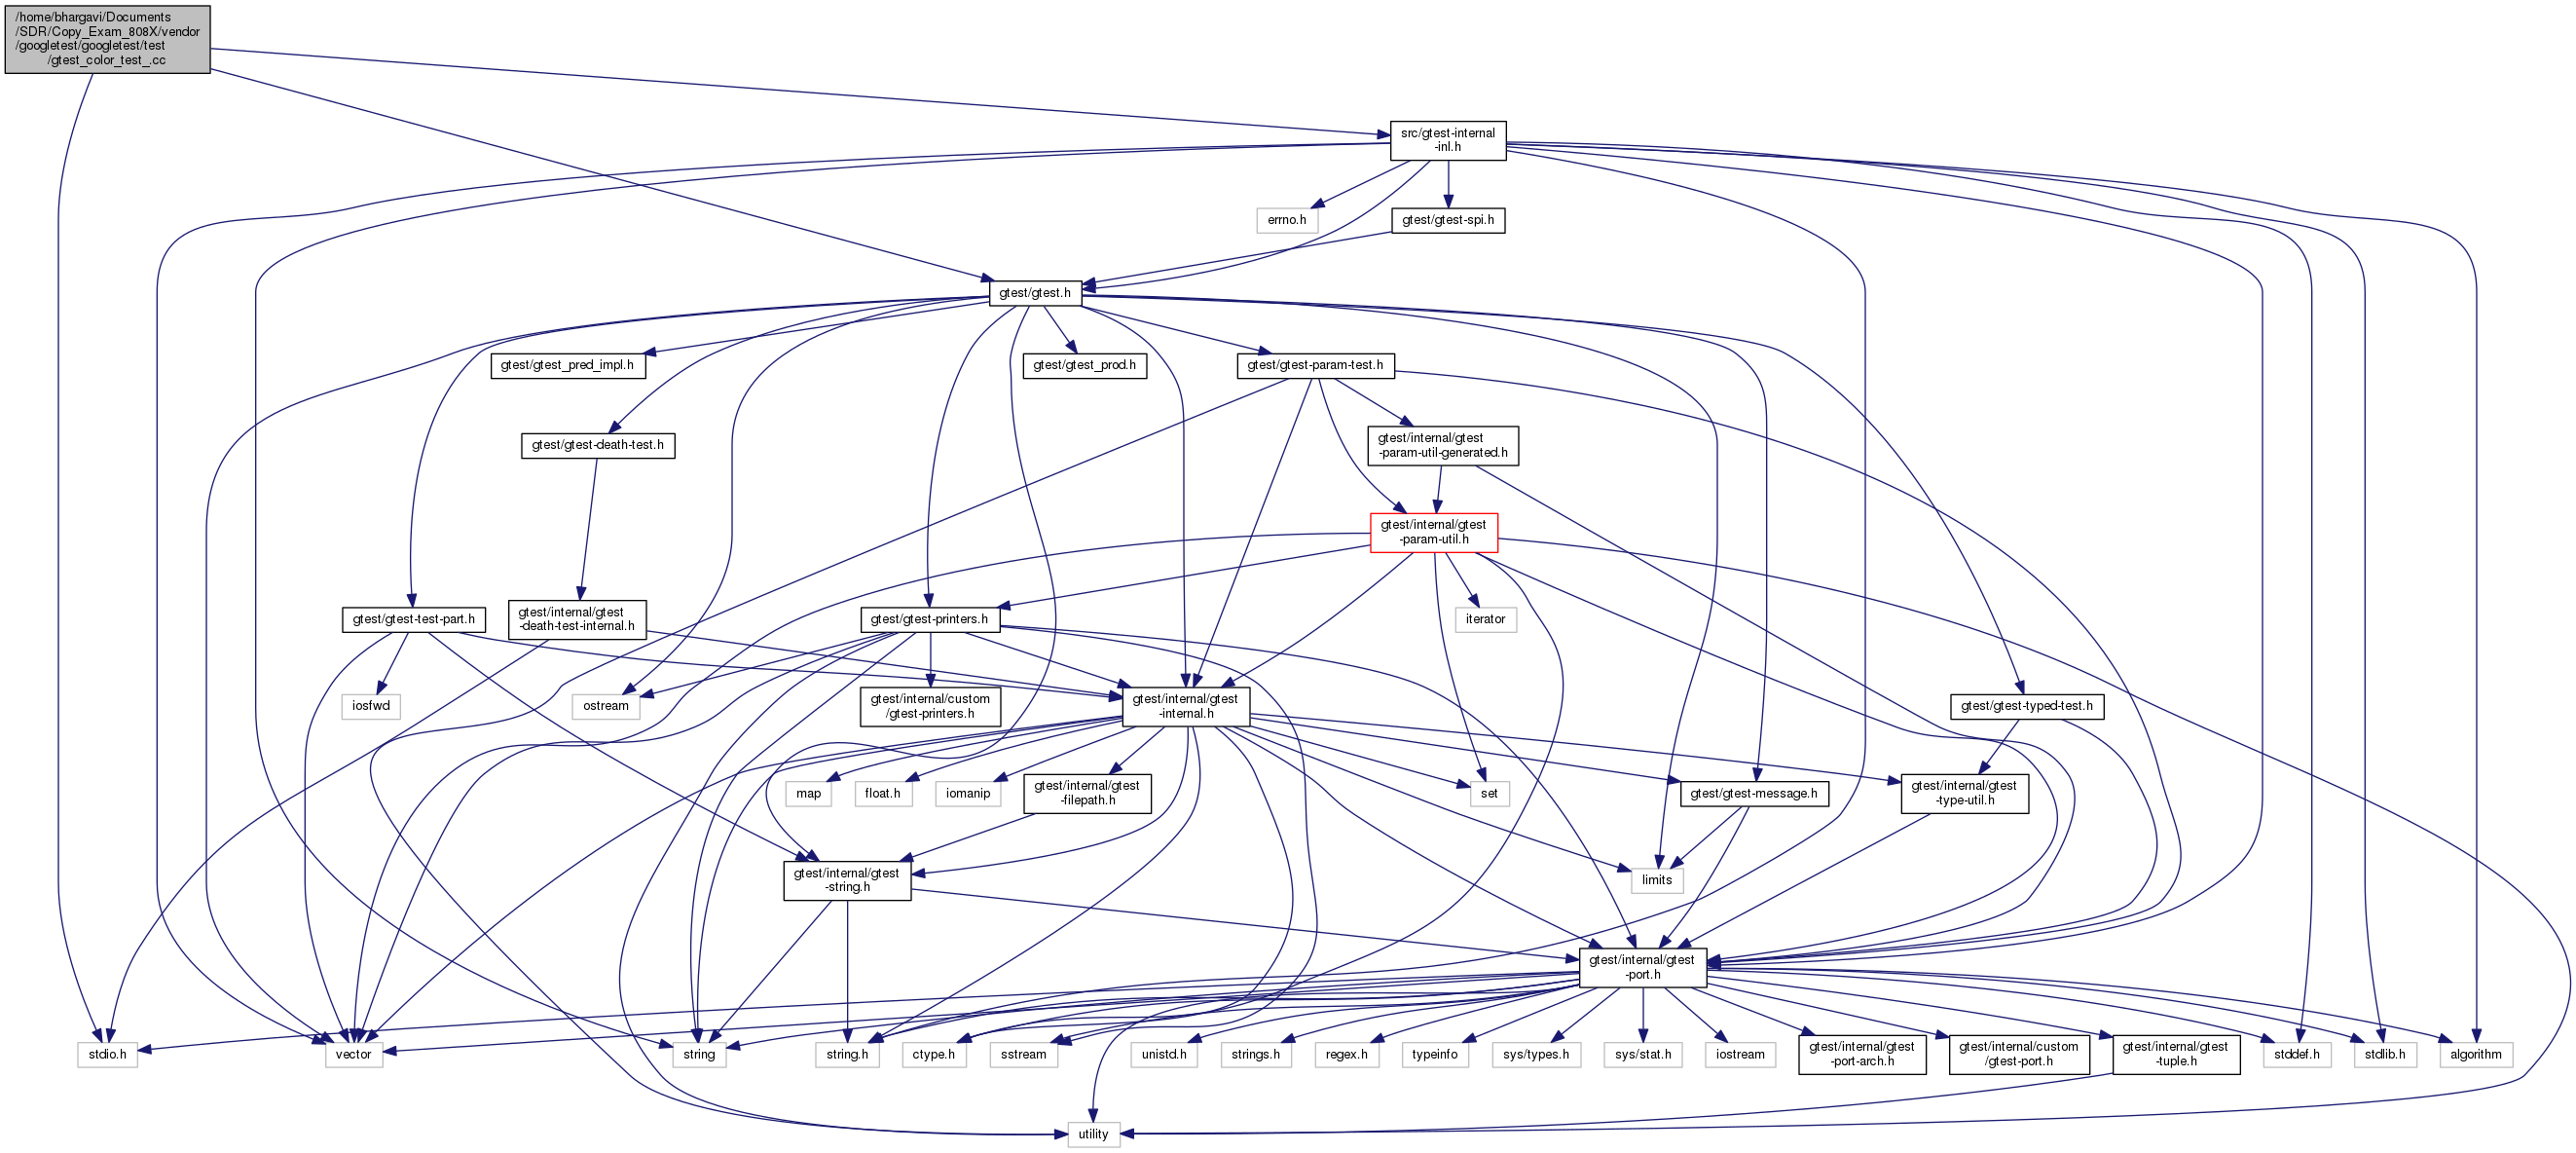 /home/bhargavi/Documents
/SDR/Copy_Exam_808X/vendor
/googletest/googletest/test
/gtest_color_test_.cc
src/gtest-internal
-inl.h
errno.h
gtest/gtest-spi.h
gtest/gtest.h
gtest/gtest_pred_impl.h
gtest/gtest_prod.h
gtest/gtest-param-test.h
gtest/gtest-death-test.h
gtest/internal/gtest
-param-util-generated.h
gtest/internal/gtest
-param-util.h
gtest/gtest-test-part.h
gtest/internal/gtest
-death-test-internal.h
gtest/gtest-printers.h
iterator
iosfwd
ostream
gtest/internal/custom
/gtest-printers.h
gtest/internal/gtest
-internal.h
gtest/gtest-typed-test.h
map
float.h
iomanip
gtest/internal/gtest
-filepath.h
set
gtest/gtest-message.h
gtest/internal/gtest
-type-util.h
gtest/internal/gtest
-string.h
limits
gtest/internal/gtest
-port.h
stdio.h
vector
string
string.h
ctype.h
sstream
unistd.h
strings.h
regex.h
typeinfo
sys/types.h
sys/stat.h
iostream
gtest/internal/gtest
-port-arch.h
gtest/internal/custom
/gtest-port.h
gtest/internal/gtest
-tuple.h
stddef.h
stdlib.h
algorithm
utility